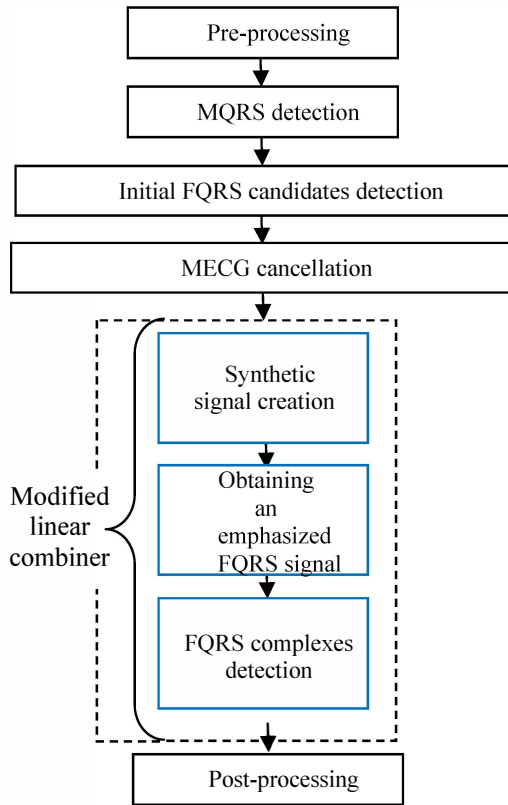 Pre-processing
MQRS detection
Initial FQRS candidates detection
MECG cancellation
Synthetic
signal creation
Obtaining
an
emphasized
FQRS signal
FQRS complexes
detection
Modified
linear
combiner
Post-processing